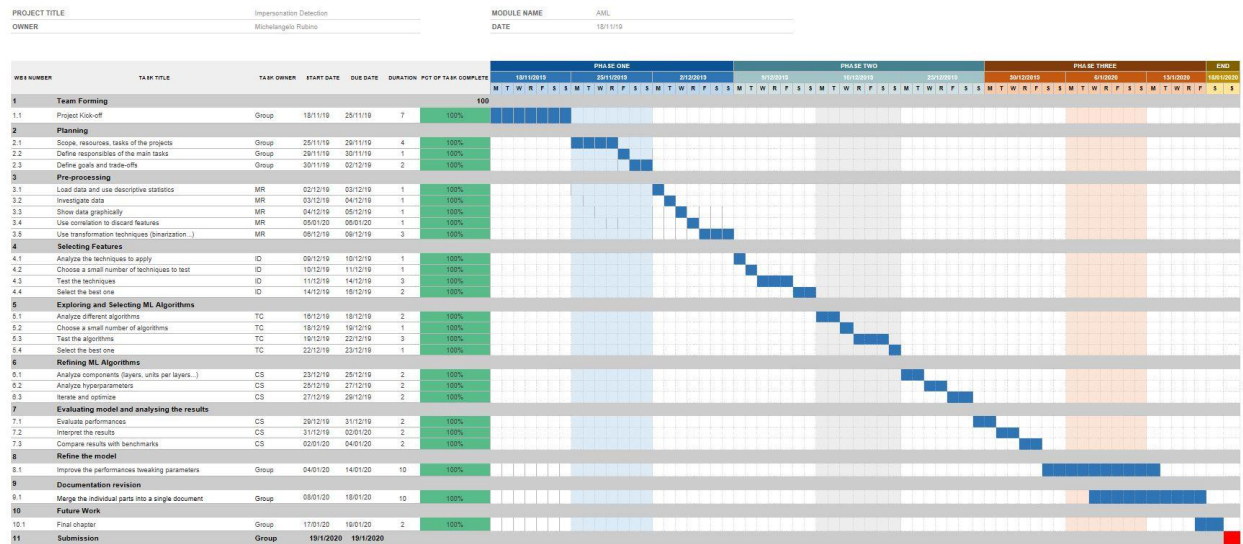 PROJECT TITLE Impersonation Detection MODULE NAME AML
OWNER Michelangelo Rubino DATE 18/11/19
PHASE ONE PHASE TWO PHASE THREE END
WBS NUMBER TASK TITLE TASK OWNER START DATE DUE DATE DURATION PCT OF TASK COMPLETE 18/11/2019 25/11/2019 2/12/2019 9/12/2019 16/12/2019 23/12/2019 30/12/2019 6/1/2020 13/1/2020 18/01/2020
M T W R F S S M T W R F S S M T W R F S S M T W R F S S M T W R F S S M T W R F S S M T W R F S S M T W R F S S M T W R F S S
1 Team Forming 100
1.1 Project Kick-off Group 18/11/19 25/11/19 7 100%
2 Planning
2.1 Scope, resources, tasks of the projects Group 25/11/19 29/11/19 4 100%
2.2 Define responsibles of the main tasks Group 29/11/19 30/11/19 1 100%
2.3 Define goals and trade-offs Group 30/11/19 02/12/19 2 100%
3 Pre-processing
3.1 Load data and use descriptive statistics MR 02/12/19 03/12/19 1 100%
3.2 Investigate data MR 03/12/19 04/12/19 1 100%
3.3 Show data graphically MR 04/12/19 05/12/19 1 100%
3.4 Use correlation to discard features MR 05/01/20 06/01/20 1 100%
3.5 Use transformation techniques (binarization...) MR 06/12/19 09/12/19 3 100%
4 Selecting Features
4.1 Analyze the techniques to apply ID 09/12/19 10/12/19 1 100%
4.2 Choose a small number of techniques to test ID 10/12/19 11/12/19 1 100%
4.3 Test the techniques ID 11/12/19 14/12/19 3 100%
4.4 Select the best one ID 14/12/19 16/12/19 2 100%
5 Exploring and Selecting ML Algorithms
5.1 Analyze different algorithms TC 16/12/19 18/12/19 2 100%
5.2 Choose a small number of algorithms TC 18/12/19 19/12/19 1 100%
5.3 Test the algorithms TC 19/12/19 22/12/19 3 100%
5.4 Select the best one TC 22/12/19 23/12/19 1 100%
6 Refining ML Algorithms
6.1 Analyze components (layers, units per layers...) CS 23/12/19 25/12/19 2 100%
6.2 Analyze hyperparameters CS 25/12/19 27/12/19 2 100%
6.3 Iterate and optimize CS 27/12/19 29/12/19 2 100%
7 Evaluating model and analysing the results
7.1 Evaluate performances CS 29/12/19 31/12/19 2 100%
7.2 Interpret the results CS 31/12/19 02/01/20 2 100%
7.3 Compare results with benchmarks CS 02/01/20 04/01/20 2 100%
8 Refine the model
8.1 Improve the performances tweaking parameters Group 04/01/20 14/01/20 10 100%
9 Documentation revision
9.1 Merge the individual parts into a single document Group 08/01/20 18/01/20 10 100%
10 Future Work
10.1 Final chapter Group 17/01/20 19/01/20 2 100%
11 Submission Group 19/1/2020 19/1/2020